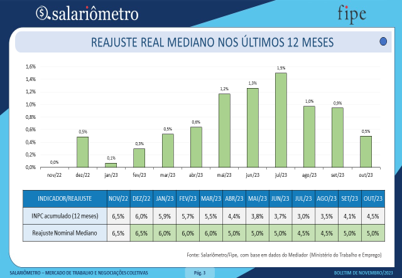 salariômetro
fipe
REAJUSTE REAL MEDIANO NOS ÚLTIMOS 12 MESES
1,6%
1,4%
1,2%
1,0%
0,8%
0,6%
0,4%
0,2%
0,0%
0,0% 0,5% 0,1% 0,3% 0,5% 0,6% 1,2% 1,3% 1,5% 1,0% 0,9% 0,5%
nov/22 dez/22 jan/23 fev/23 mar/23 abr/23 mai/23 jun/23 jul/23 ago/23 set/23 out/23
INDICADOR/REAJUSTE NOV/22 DEZ/22 JAN/23 FEV/23 MAR/23 ABR/23 MAI/23 JUN/23 JUL/23 AGO/23 SET/23 OUT/23
INPC acumulado (12 meses) 6,5% 6,0% 5,9% 5,7% 5,5% 4,4% 3,8% 3,7% 3,0% 3,5% 4,1% 4,5%
Reajuste Nominal Mediano 6,5% 6,5% 6,0% 6,0% 6,0% 5,0% 5,0% 5,0% 4,5% 4,5% 5,0% 5,0%
Fonte: Salariômetro/Fipe, com base em dados do Mediador (Ministério do Trabalho e Emprego)
SALARIÔMETRO – MERCADO DE TRABALHO E NEGOCIAÇÕES COLETIVAS
Pág. 3
BOLETIM DE NOVEMBRO/2023